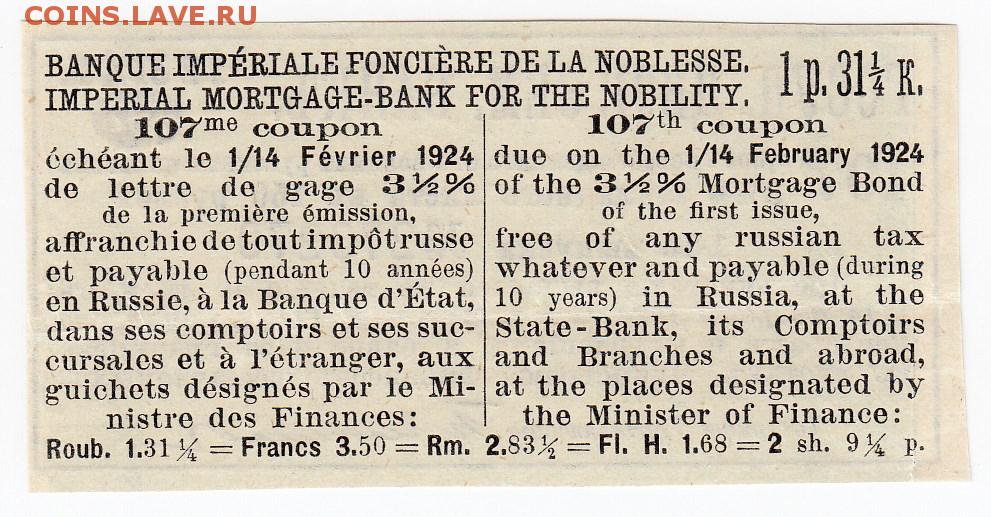 COINS.LAVE.RU
BANQUE IMPÉRIALE FONCIÈRE DE LA NOBLESSE.
IMPERIAL MORTGAGE-BANK FOR THE NOBILITY.
1 р. 31¼ К.
107me coupon
échéant le 1/14 Février 1924
de lettre de gage 3½%
de la première émission,
affranchie de tout impôt russe
et payable (pendant 10 années)
en Russie, à la Banque d'État,
dans ses comptoirs et ses suc-
cursales et à l'étranger, aux
guichets désignés par le Mi-
nistre des Finances:
107th coupon
due on the 1/14 February 1924
of the 3½% Mortgage Bond
of the first issue,
free of any russian tax
whatever and payable (during
10 years) in Russia, at the
State-Bank, its Comptoirs
and Branches and abroad,
at the places designated by
the Minister of Finance:
Roub. 1.31¼ = Francs 3.50 = Rm. 2.83½ = Fl. H. 1.68 = 2 sh. 9¼ p.